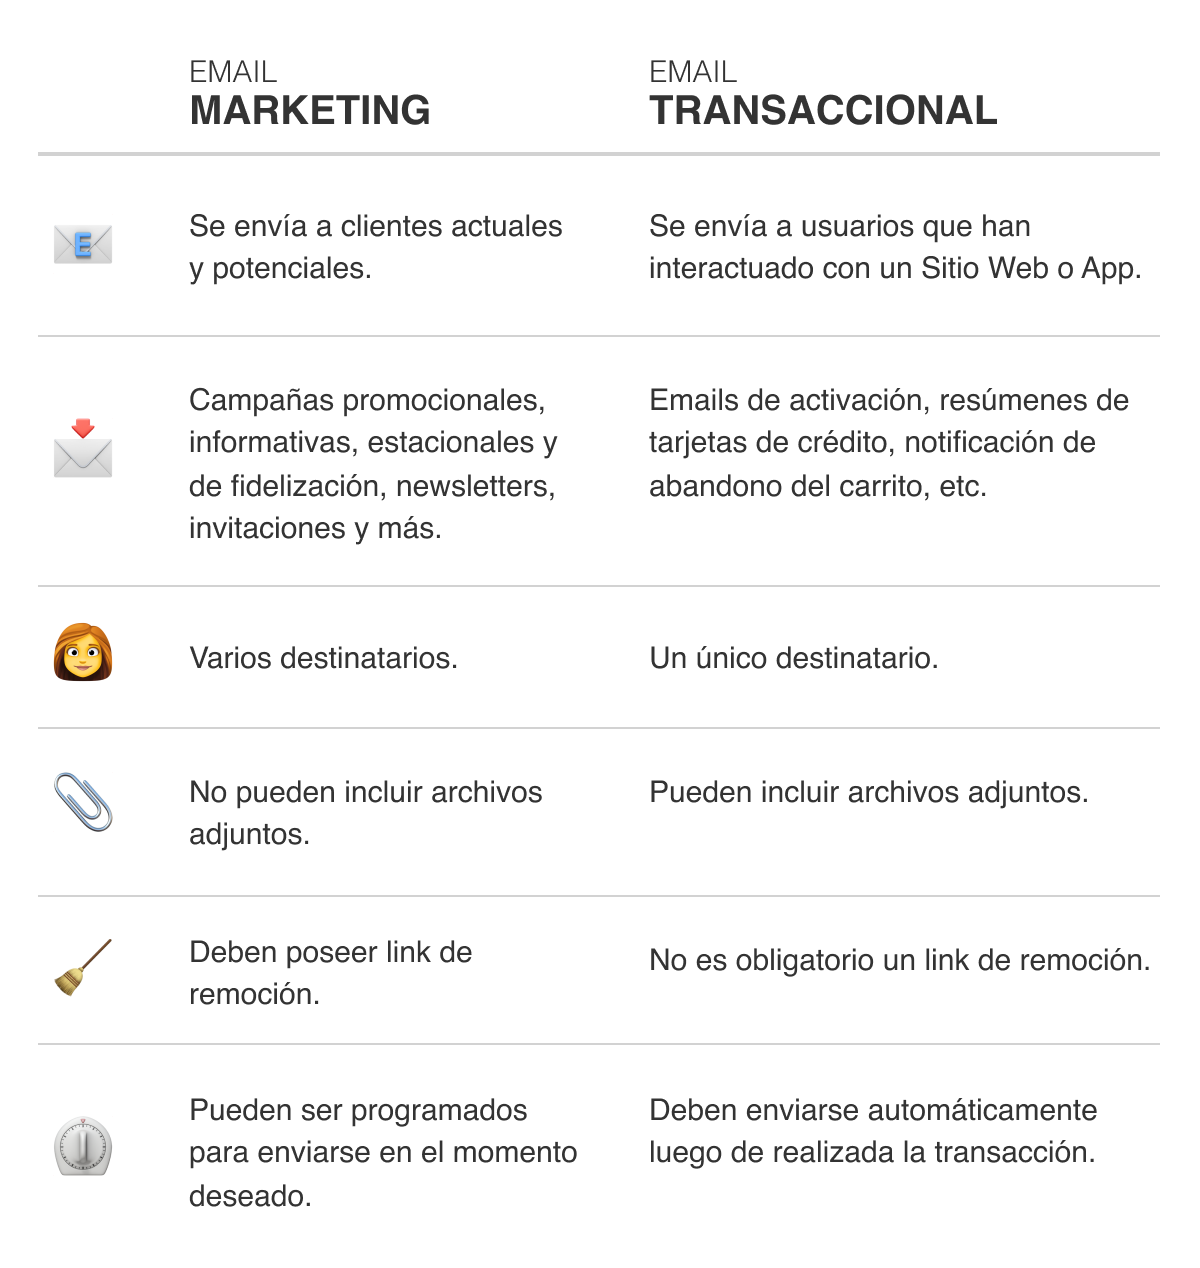 EMAIL
MARKETING
EMAIL
TRANSACCIONAL
E
Se envía a clientes actuales
y potenciales.
Se envía a usuarios que han
interactuado con un Sitio Web o App.
Campañas promocionales,
informativas, estacionales y
de fidelización, newsletters,
invitaciones y más.
Emails de activación, resúmenes de
tarjetas de crédito, notificación de
abandono del carrito, etc.
Varios destinatarios.
Un único destinatario.
No pueden incluir archivos
adjuntos.
Pueden incluir archivos adjuntos.
Deben poseer link de
remoción.
No es obligatorio un link de remoción.
Pueden ser programados
para enviarse en el momento
deseado.
Deben enviarse automáticamente
luego de realizada la transacción.